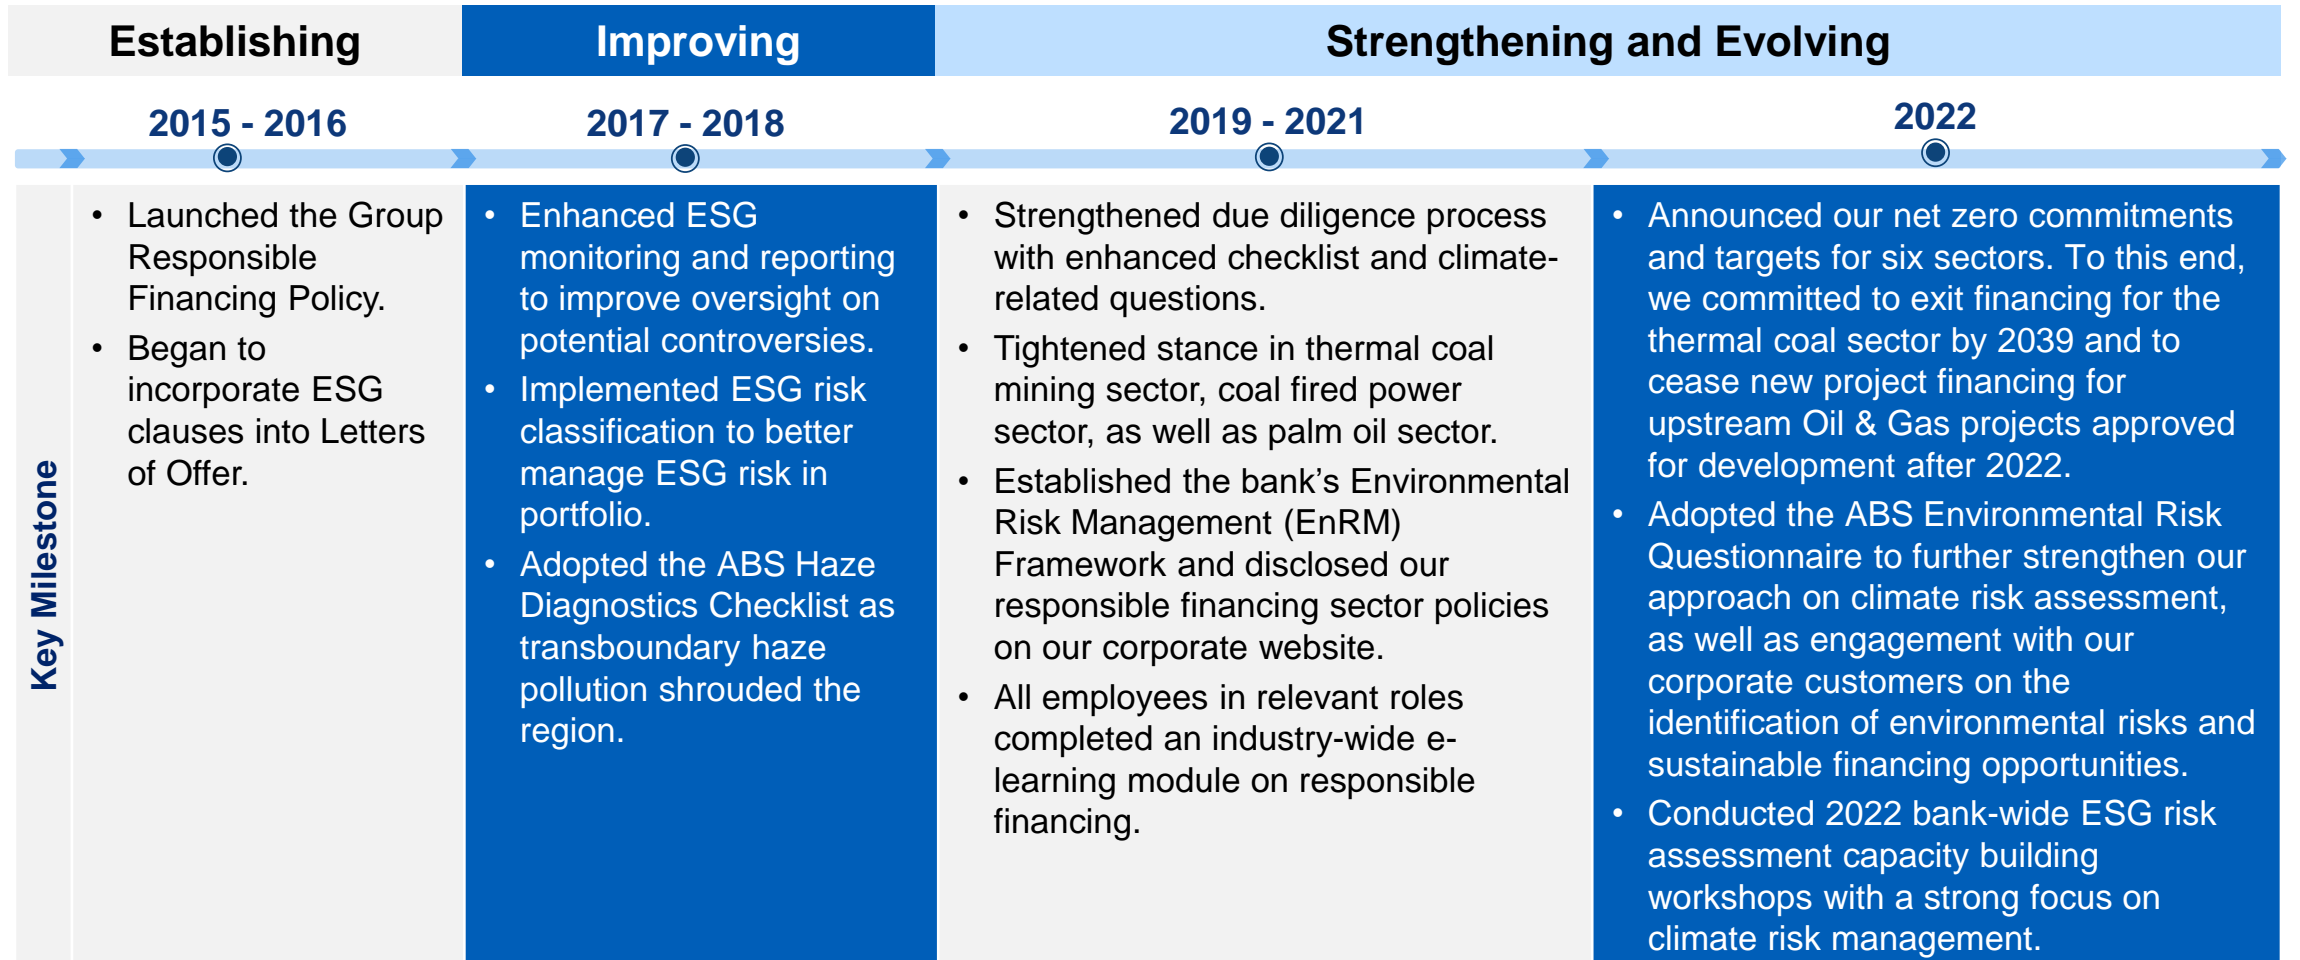 Establishing
Improving
Strengthening and Evolving
2015 - 2016
2017 - 2018
2019 - 2021
2022
Key Milestone
• Launched the Group
Responsible
Financing Policy.
• Began to
incorporate ESG
clauses into Letters
of Offer.
• Enhanced ESG
monitoring and reporting
to improve oversight on
potential controversies.
• Implemented ESG risk
classification to better
manage ESG risk in
portfolio.
• Adopted the ABS Haze
Diagnostics Checklist as
transboundary haze
pollution shrouded the
region.
• Strengthened due diligence process
with enhanced checklist and climate-
related questions.
• Tightened stance in thermal coal
mining sector, coal fired power
sector, as well as palm oil sector.
• Established the bank’s Environmental
Risk Management (EnRM)
Framework and disclosed our
responsible financing sector policies
on our corporate website.
• All employees in relevant roles
completed an industry-wide e-
learning module on responsible
financing.
• Announced our net zero commitments
and targets for six sectors. To this end,
we committed to exit financing for the
thermal coal sector by 2039 and to
cease new project financing for
upstream Oil & Gas projects approved
for development after 2022.
• Adopted the ABS Environmental Risk
Questionnaire to further strengthen our
approach on climate risk assessment,
as well as engagement with our
corporate customers on the
identification of environmental risks and
sustainable financing opportunities.
• Conducted 2022 bank-wide ESG risk
assessment capacity building
workshops with a strong focus on
climate risk management.